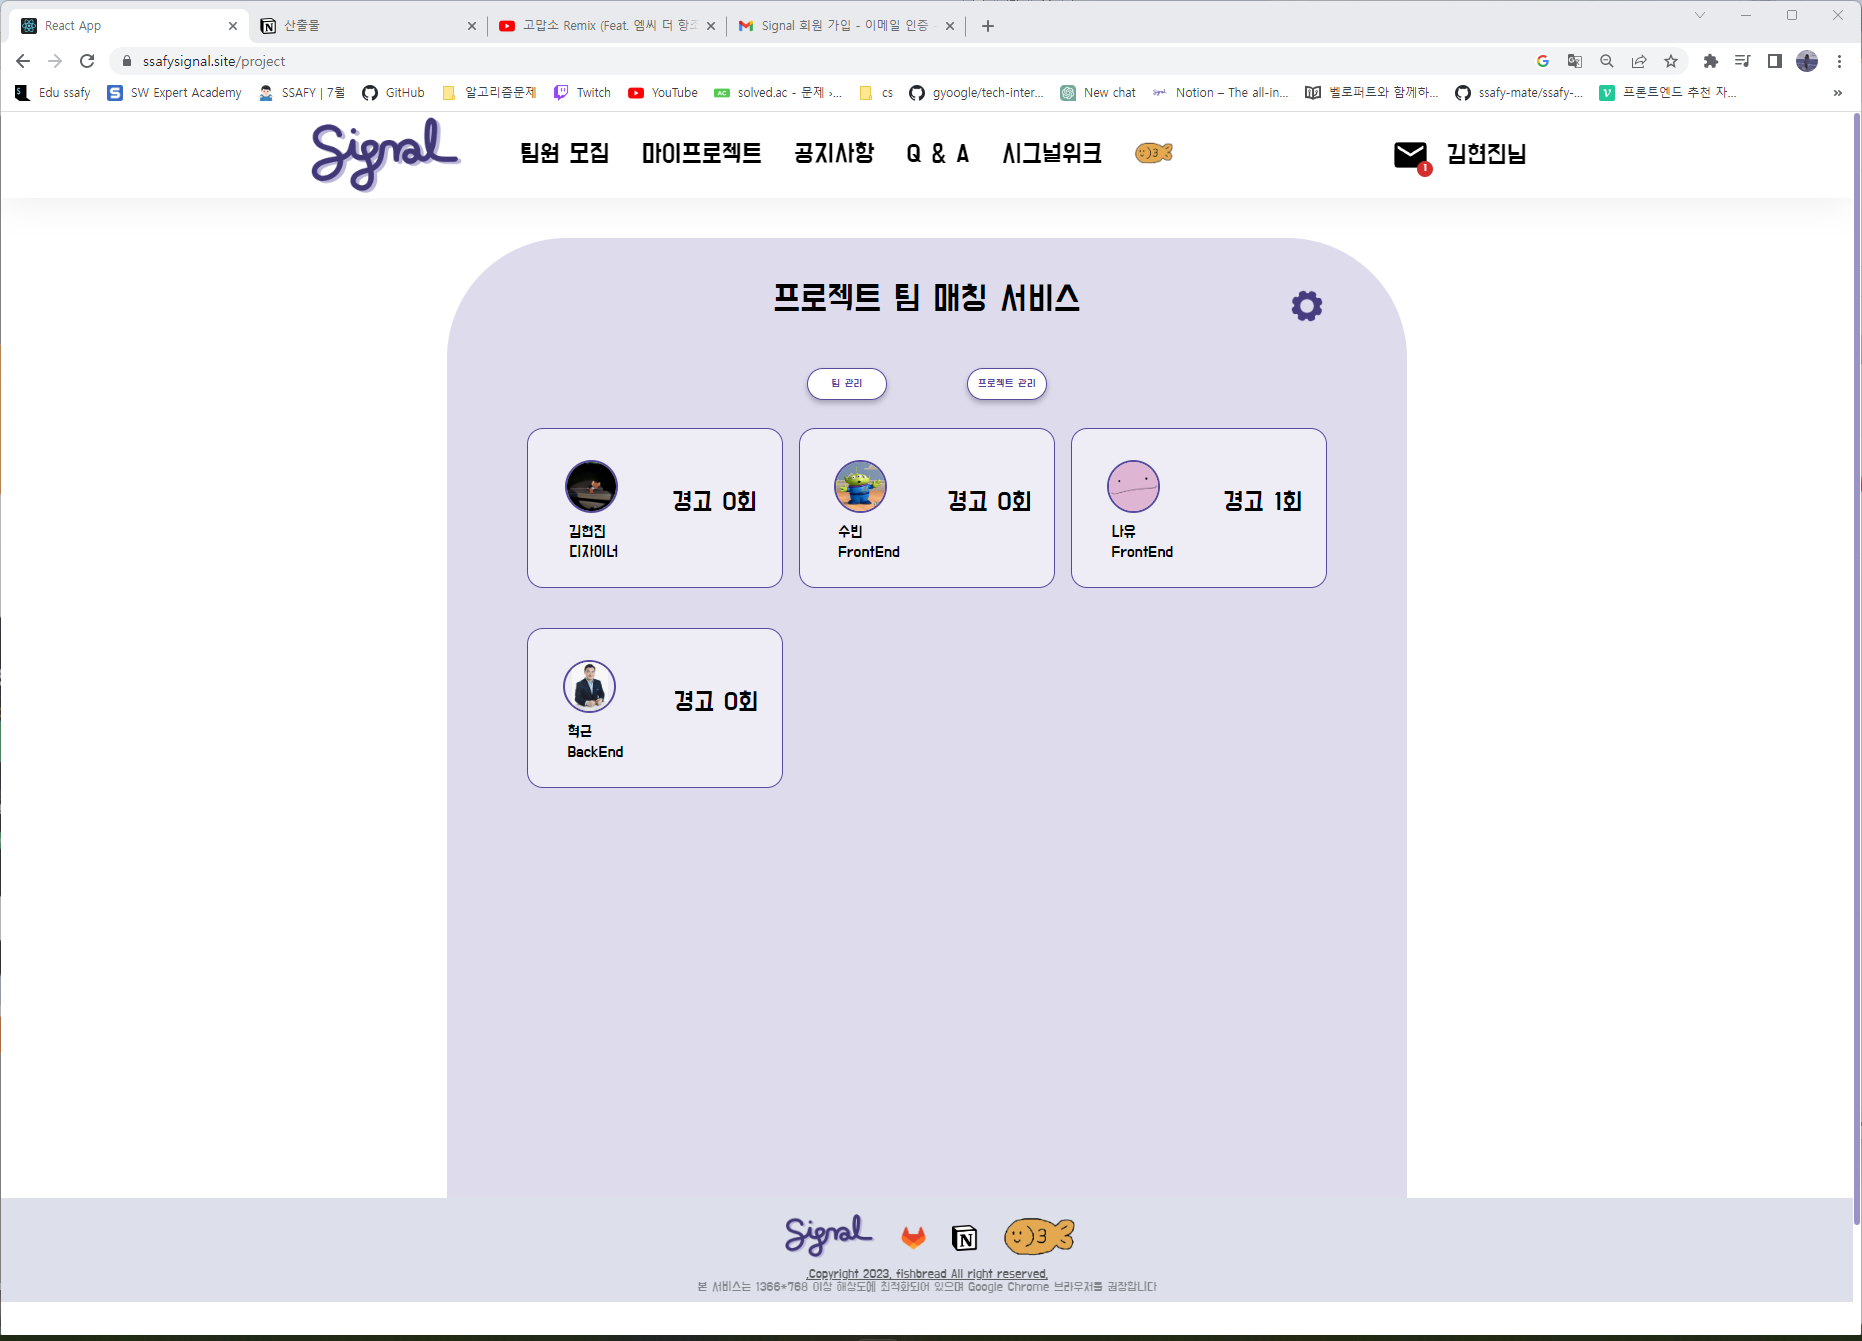 React App
산출물
고맙소 Remix (Feat. 엠씨 더 항
Signal 회원 가입 - 이메일 인증
ssafysignal.site/project
Edu ssafy
SW Expert Academy
SSAFY | 7월
GitHub
알고리즘문제
Twitch
YouTube
solved.ac - 문제 ›...
cs
gyoogle/tech-inter...
New chat
Notion – The all-in...
벨로퍼트와 함께하...
ssafy-mate/ssafy-...
프론트엔드 추천 자...
Signal
팀원 모집
마이프로젝트
공지사항
Q & A
시그널위크
1
김현진님
프로젝트 팀 매칭 서비스
팀 관리
프로젝트 관리
경고 0회
김현진
디자이너
경고 0회
수빈
FrontEnd
경고 1회
나유
FrontEnd
경고 0회
혁근
BackEnd
Signal
.Copyright 2023. fishbread All right reserved.
본 서비스는 1366*768 이상 해상도에 최적화되어 있으며 Google Chrome 브라우저를 권장합니다